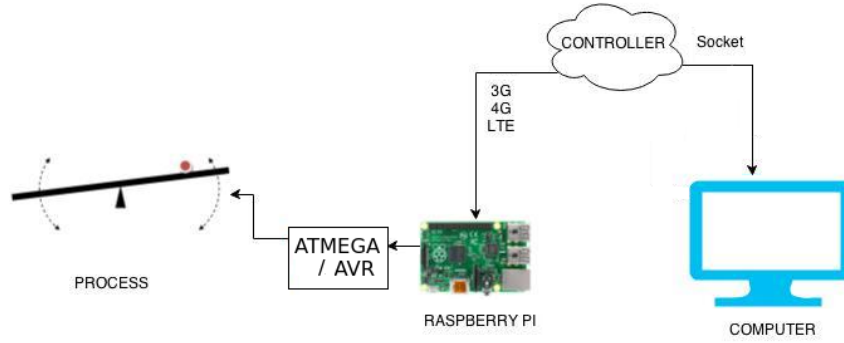 CONTROLLER
Socket
3G
4G
LTE
ATMEGA
/ AVR
PROCESS
RASPBERRY PI
COMPUTER